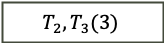 T₂, T₃(3)